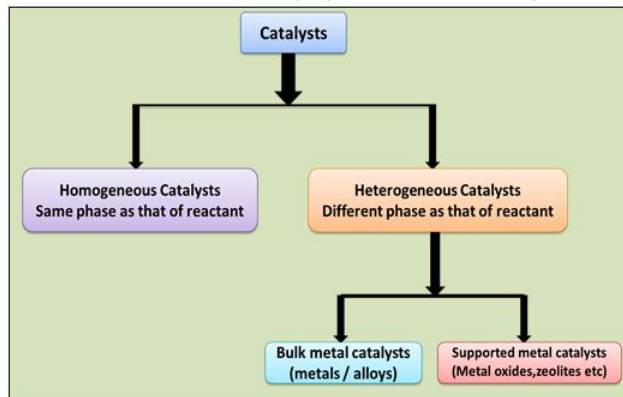 Catalysts
Homogeneous Catalysts
Same phase as that of reactant
Heterogeneous Catalysts
Different phase as that of reactant
Bulk metal catalysts
(metals / alloys)
Supported metal catalysts
(Metal oxides,zeolites etc)